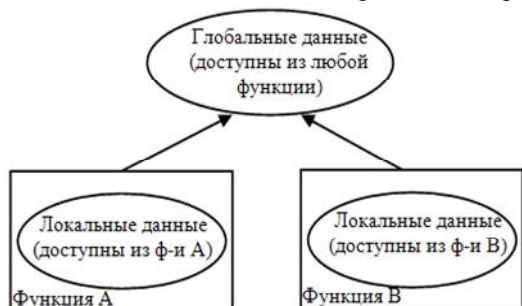 Глобальные данные
(доступны из любой
функции)
Локальные данные
(доступны из ф-и А)
Функция А
Локальные данные
(доступны из ф-и В)
Функция В